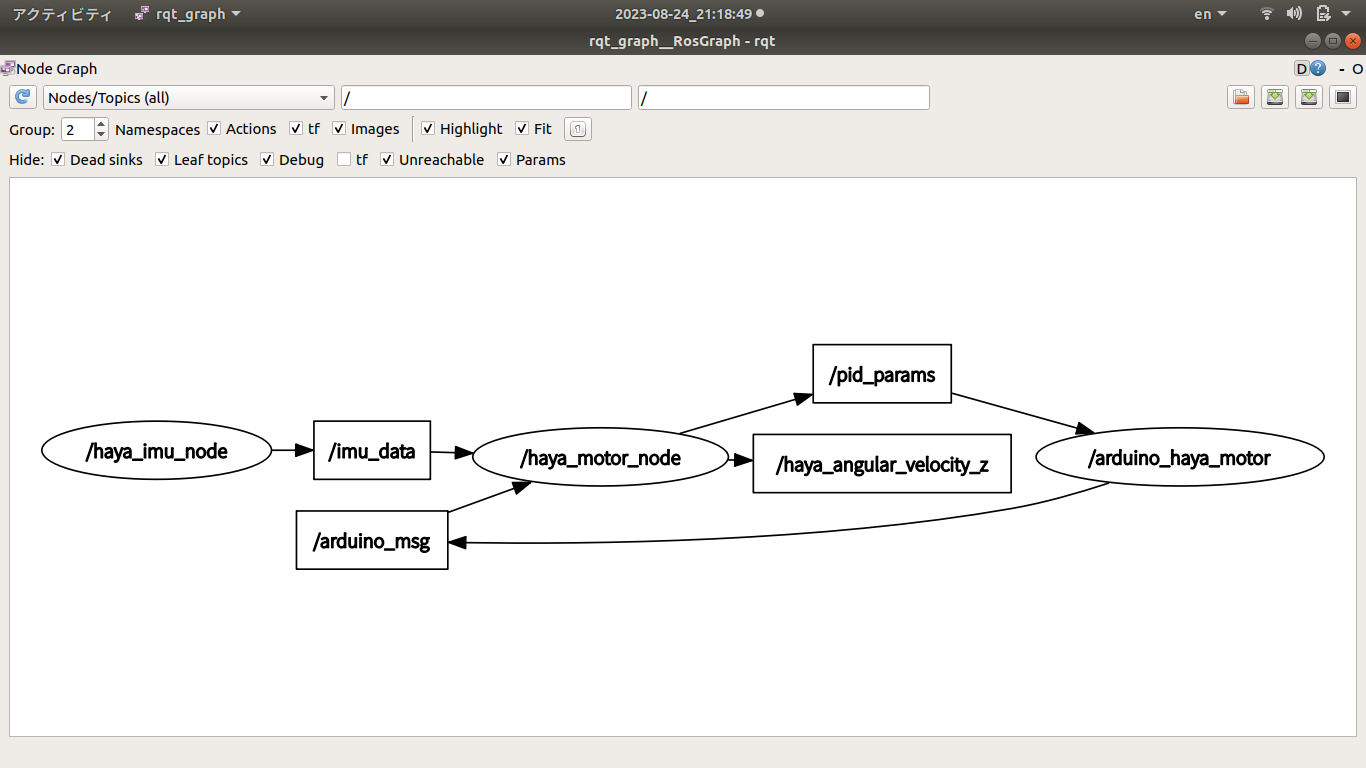 アクティビティ rqt_graph 2023-08-24_21:18:49 en
rqt_graph__RosGraph - rqt
Node Graph D ? - O
Nodes/Topics (all) / /
Group: 2 Namespaces Actions tf Images Highlight Fit
Hide: Dead sinks Leaf topics Debug tf Unreachable Params
/pid_params
/haya_imu_node /imu_data /haya_motor_node /haya_angular_velocity_z /arduino_haya_motor
/arduino_msg